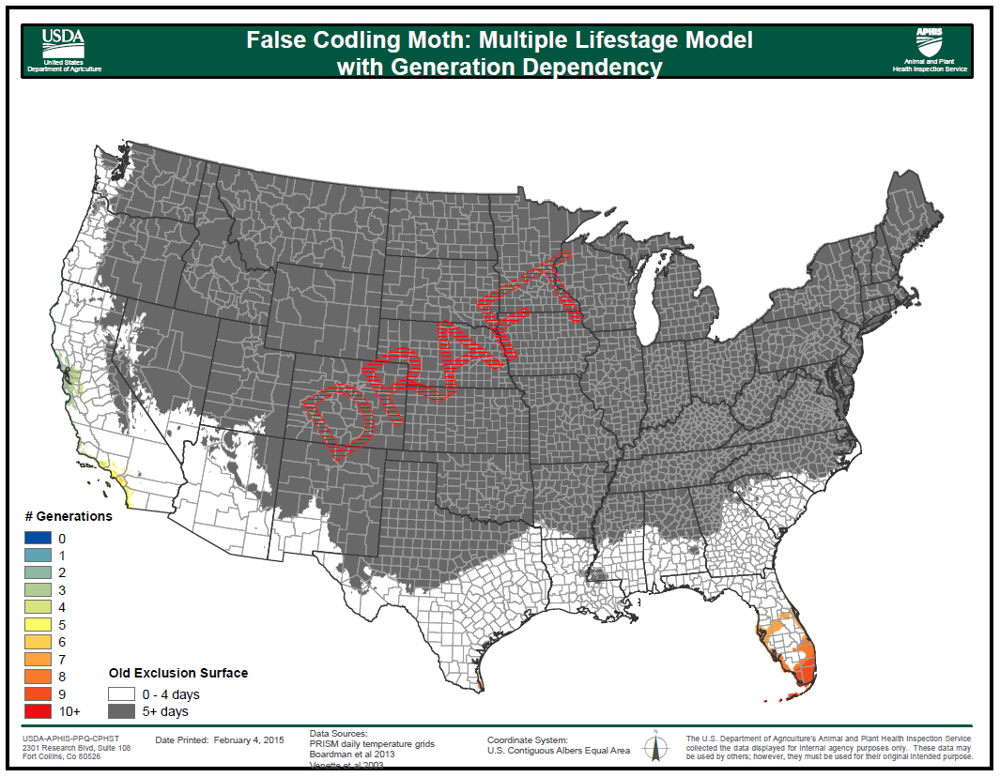 USDA
United States
Department of Agriculture
False Codling Moth: Multiple Lifestage Model
with Generation Dependency
APHIS
Animal and Plant
Health Inspection Service
DRAFT
# Generations
0
1
2
3
4
5
6
7
8
9
10+
Old Exclusion Surface
0 - 4 days
5+ days
USDA-APHIS-PPQ-CPHST
2301 Research Blvd, Suite 108
Fort Collins, Co 80526
Date Printed: February 4, 2015
Data Sources:
PRISM daily temperature grids
Boardman et al 2013
Venette et al 2003
Coordinate System:
U.S. Contiguous Albers Equal Area
N
The U.S. Department of Agriculture's Animal and Plant Health Inspection Service
collected the data displayed for internal agency purposes only. These data may
be used by others; however, they must be used for their original intended purpose.